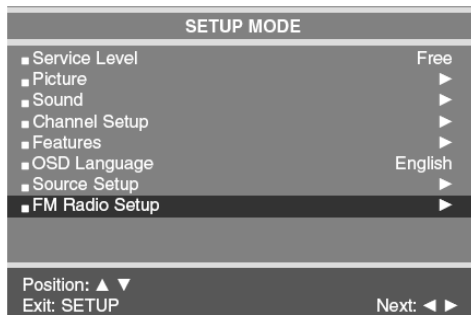 SETUP MODE
■ Service Level Free
■ Picture ►
■ Sound ►
■ Channel Setup ►
■ Features ►
■ OSD Language English
■ Source Setup ►
■ FM Radio Setup ►
Position: ▲ ▼
Exit: SETUP Next: ◄ ►